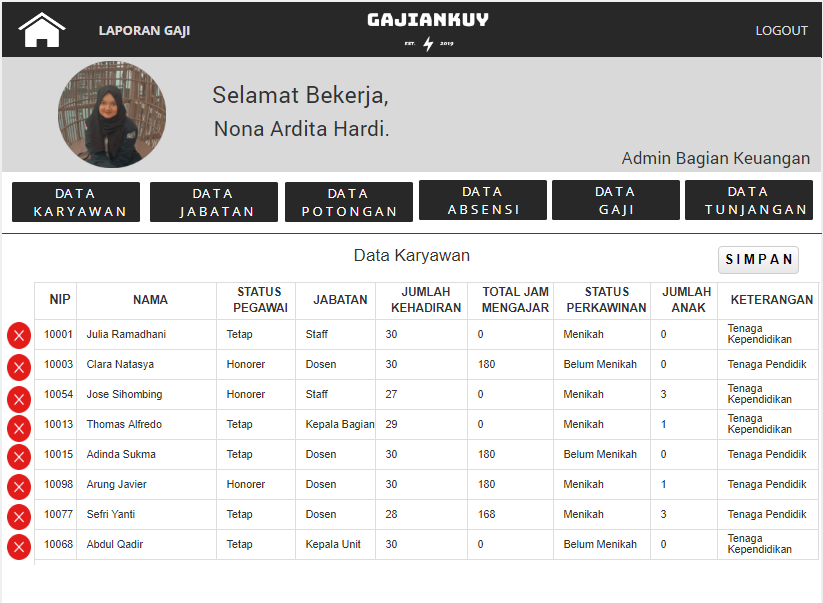 LAPORAN GAJI
GAJIANKUY
EST. 2019
LOGOUT
Selamat Bekerja,
Nona Ardita Hardi.
Admin Bagian Keuangan
DATA KARYAWAN
DATA JABATAN
DATA POTONGAN
DATA ABSENSI
DATA GAJI
DATA TUNJANGAN
Data Karyawan
SIMPAN
NIP NAMA STATUS PEGAWAI JABATAN JUMLAH KEHADIRAN TOTAL JAM MENGAJAR STATUS PERKAWINAN JUMLAH ANAK KETERANGAN
10001 Julia Ramadhani Tetap Staff 30 0 Menikah 0 Tenaga Kependidikan
10003 Clara Natasya Honorer Dosen 30 180 Belum Menikah 0 Tenaga Pendidik
10054 Jose Sihombing Honorer Staff 27 0 Menikah 3 Tenaga Kependidikan
10013 Thomas Alfredo Tetap Kepala Bagian 29 0 Menikah 1 Tenaga Kependidikan
10015 Adinda Sukma Tetap Dosen 30 180 Belum Menikah 0 Tenaga Pendidik
10098 Arung Javier Honorer Dosen 30 180 Menikah 1 Tenaga Pendidik
10077 Sefri Yanti Tetap Dosen 28 168 Menikah 3 Tenaga Pendidik
10068 Abdul Qadir Tetap Kepala Unit 30 0 Belum Menikah 0 Tenaga Kependidikan